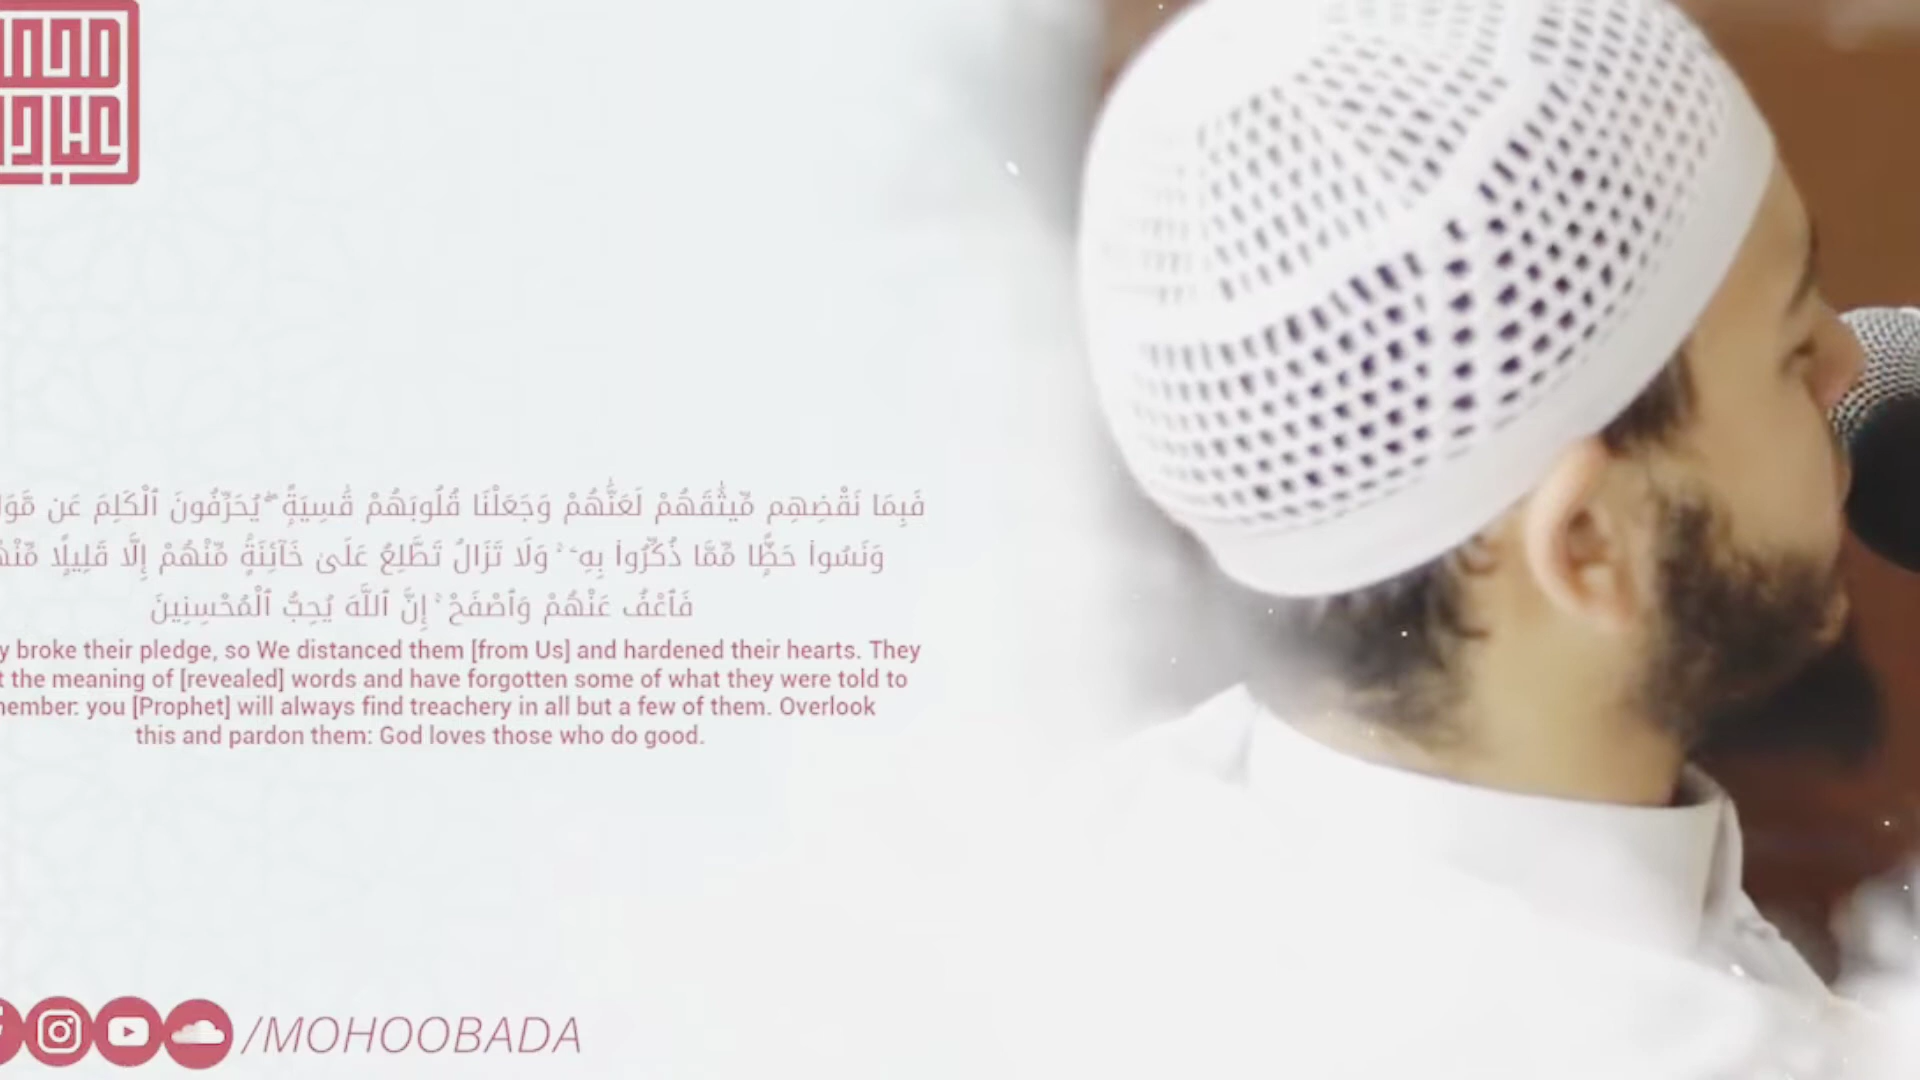 محمد
عبادة
فَبِمَا نَقْضِهِم مِّيثَٰقَهُمْ لَعَنَّٰهُمْ وَجَعَلْنَا قُلُوبَهُمْ قَٰسِيَةً ۖ يُحَرِّفُونَ ٱلْكَلِمَ عَن
وَنَسُوا۟ حَظًّا مِّمَّا ذُكِّرُوا۟ بِهِۦ ۚ وَلَا تَزَالُ تَطَّلِعُ عَلَىٰ خَآئِنَةٍ مِّنْهُمْ إِلَّا قَلِيلًا
فَٱعْفُ عَنْهُمْ وَٱصْفَحْ ۚ إِنَّ ٱللَّهَ يُحِبُّ ٱلْمُحْسِنِينَ
broke their pledge, so We distanced them [from Us] and hardened their hearts. They
the meaning of [revealed] words and have forgotten some of what they were told to
you [Prophet] will always find treachery in all but a few of them. Overlook
this and pardon them: God loves those who do good.
/MOHOOBADA